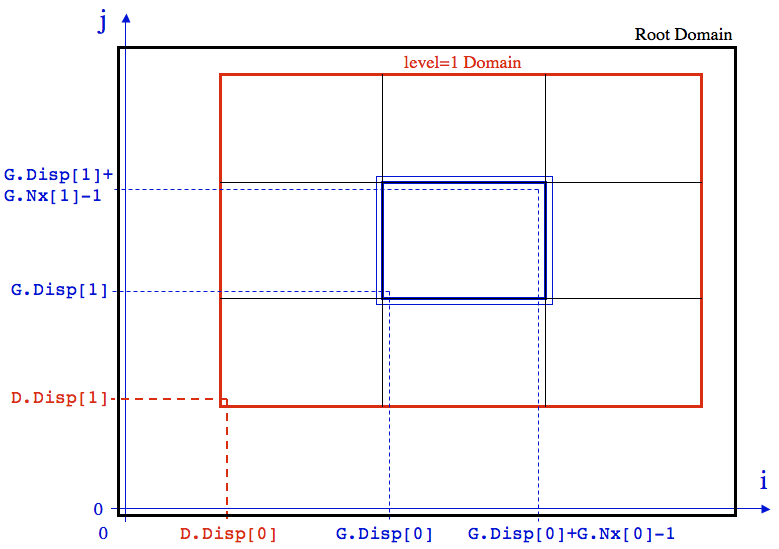 j
Root Domain
level=1 Domain
G.Disp[1]+
G.Nx[1]-1
G.Disp[1]
D.Disp[1]
i
0
0
D.Disp[0]
G.Disp[0]
G.Disp[0]+G.Nx[0]-1